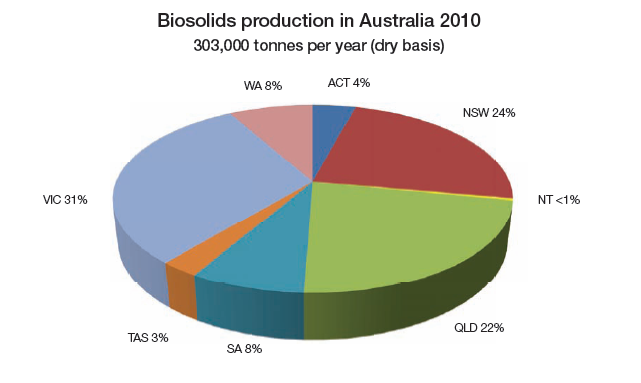 Biosolids production in Australia 2010
303,000 tonnes per year (dry basis)
WA 8%
ACT 4%
NSW 24%
VIC 31%
NT <1%
QLD 22%
TAS 3%
SA 8%